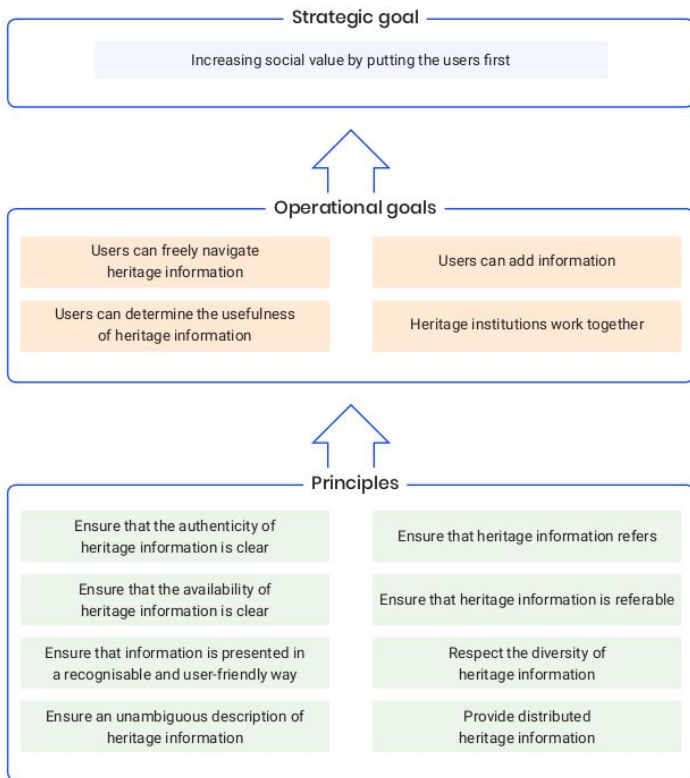 Strategic goal
Increasing social value by putting the users first
Operational goals
Users can freely navigate
heritage information
Users can add information
Users can determine the usefulness
of heritage information
Heritage institutions work together
Principles
Ensure that the authenticity of
heritage information is clear
Ensure that heritage information refers
Ensure that the availability of
heritage information is clear
Ensure that heritage information is referable
Ensure that information is presented in
a recognisable and user-friendly way
Respect the diversity of
heritage information
Ensure an unambiguous description of
heritage information
Provide distributed
heritage information